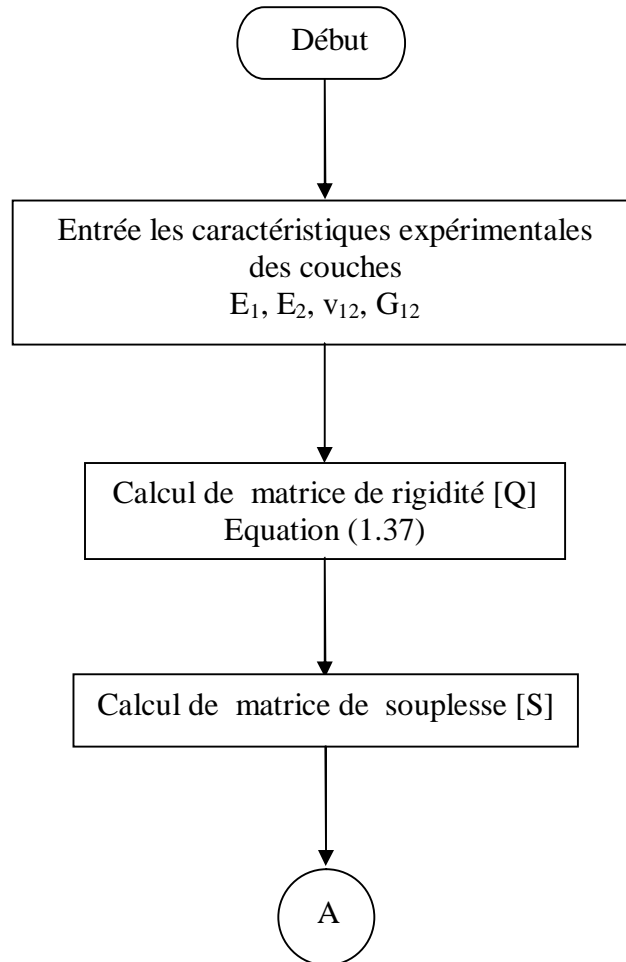 Début
Entrée les caractéristiques expérimentales
des couches
E₁, E₂, ν₁₂, G₁₂
Calcul de matrice de rigidité [Q]
Equation (1.37)
Calcul de matrice de souplesse [S]
A